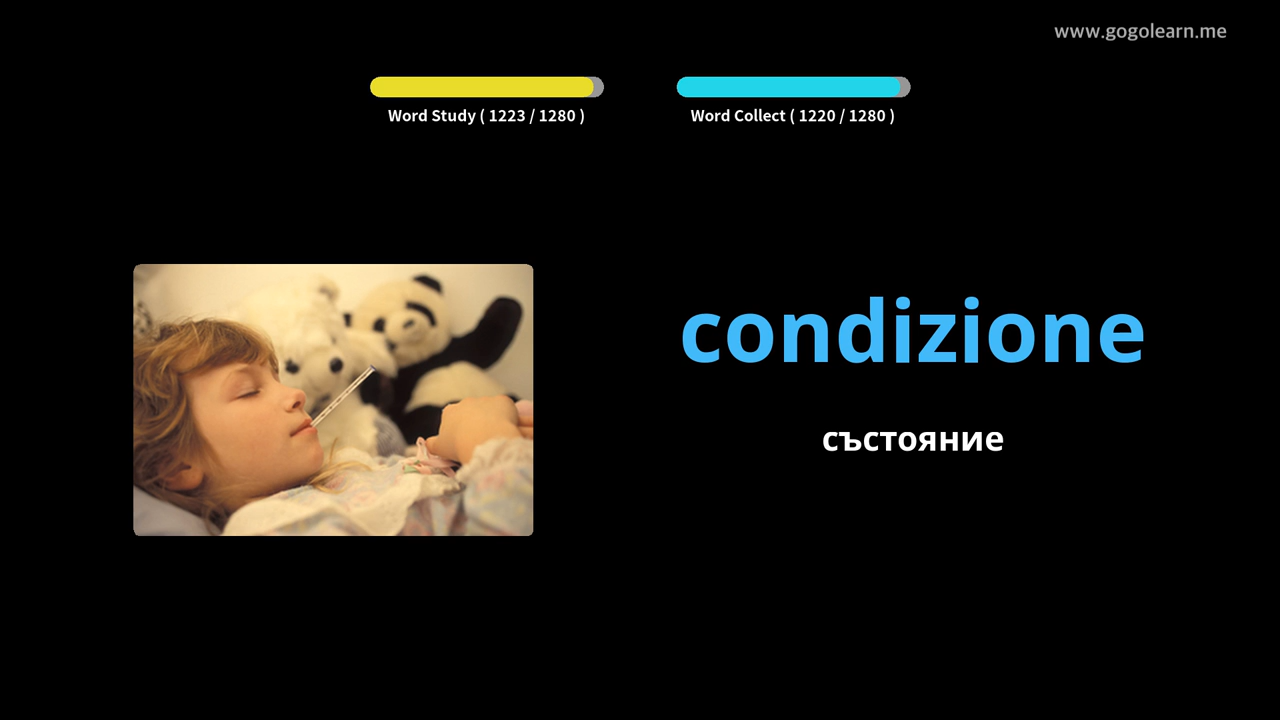 www.gogolearn.me
Word Study ( 1223 / 1280 )
Word Collect ( 1220 / 1280 )
condizione
състояние